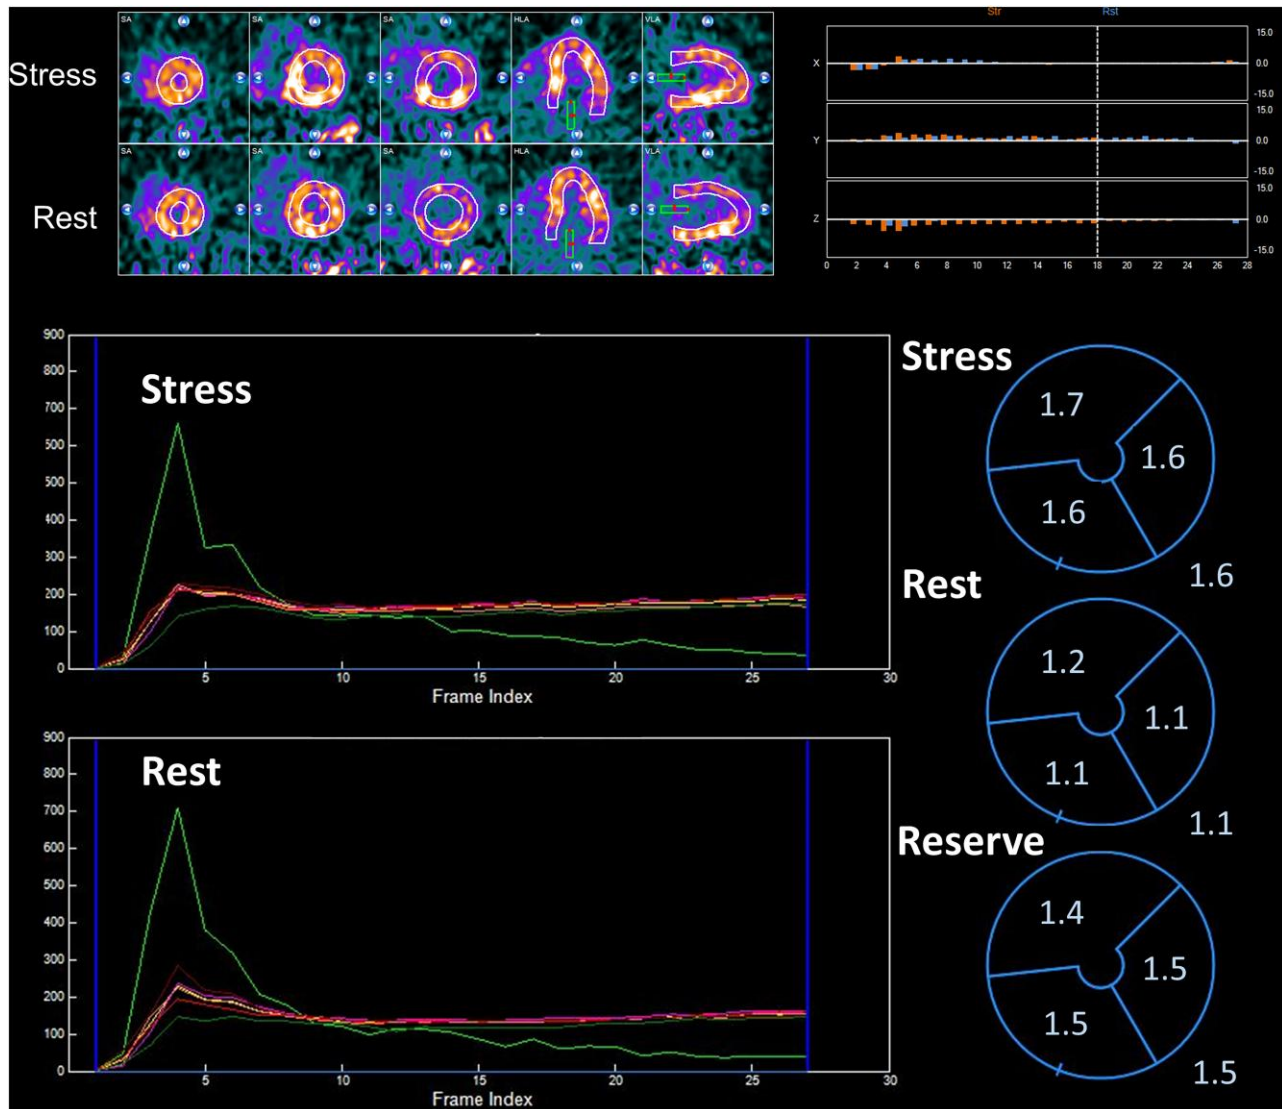 Str Rst
SA SA SA HLA VLA
Stress
15.0
X 0.0
-15.0
15.0
Y 0.0
-15.0
SA SA SA HLA VLA
Rest
15.0
Z 0.0
-15.0
0 2 4 6 8 10 12 14 16 18 20 22 24 26 28
900
800
700
600
500
400
300
200
100
0
Stress
5 10 15 20 25 30
Frame Index
900
800
700
600
500
400
300
200
100
0
Rest
5 10 15 20 25 30
Frame Index
Stress
1.7
1.6
1.6
1.6
Rest
1.2
1.1
1.1
1.1
Reserve
1.4
1.5
1.5
1.5